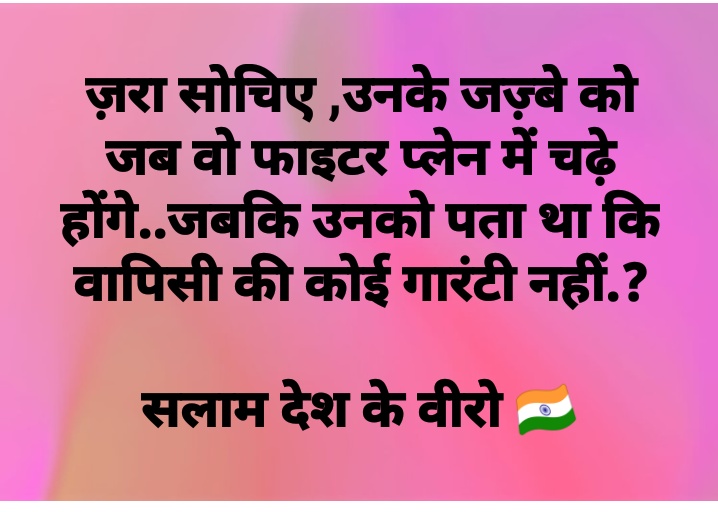 ज़रा सोचिए ,उनके जज़्बे को
जब वो फाइटर प्लेन में चढ़े
होंगे..जबकि उनको पता था कि
वापिसी की कोई गारंटी नहीं.?
सलाम देश के वीरो 🇮🇳